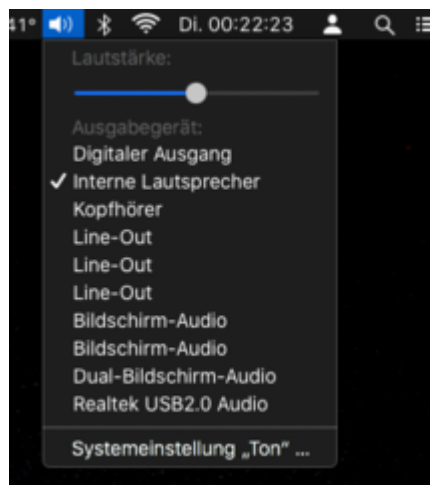 41° Di. 00:22:23
Lautstärke:
Ausgabegerät:
Digitaler Ausgang
Interne Lautsprecher
Kopfhörer
Line-Out
Line-Out
Line-Out
Bildschirm-Audio
Bildschirm-Audio
Dual-Bildschirm-Audio
Realtek USB2.0 Audio
Systemeinstellung „Ton“ ...